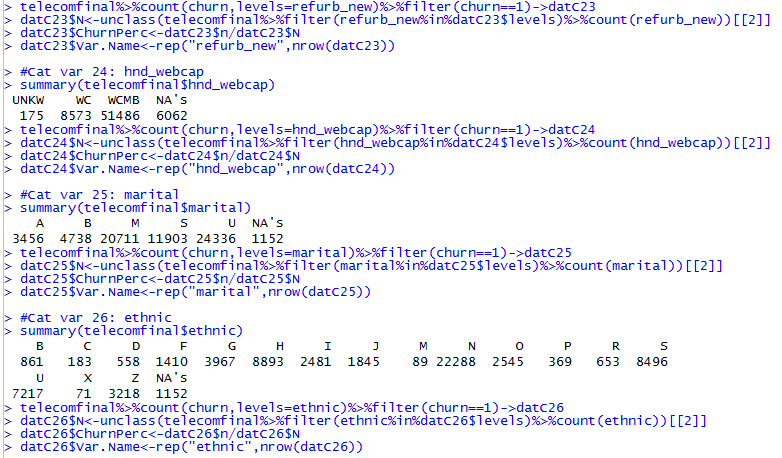 > telecomfinal%>%count(churn,levels=refurb_new)%>%filter(churn==1)->datC23
> datC23$N<-unclass(telecomfinal%>%filter(refurb_new%in%datC23$levels)%>%count(refurb_new))[[2]]
> datC23$ChurnPerc<-datC23$n/datC23$N
> datC23$Var.Name<-rep("refurb_new",nrow(datC23))
> #Cat var 24: hnd_webcap
> summary(telecomfinal$hnd_webcap)
UNKW WC WCMB NA's
175 8573 51486 6062
> telecomfinal%>%count(churn,levels=hnd_webcap)%>%filter(churn==1)->datC24
> datC24$N<-unclass(telecomfinal%>%filter(hnd_webcap%in%datC24$levels)%>%count(hnd_webcap))[[2]]
> datC24$ChurnPerc<-datC24$n/datC24$N
> datC24$Var.Name<-rep("hnd_webcap",nrow(datC24))
> #Cat var 25: marital
> summary(telecomfinal$marital)
A B M S U NA's
3456 4738 20711 11903 24336 1152
> telecomfinal%>%count(churn,levels=marital)%>%filter(churn==1)->datC25
> datC25$N<-unclass(telecomfinal%>%filter(marital%in%datC25$levels)%>%count(marital))[[2]]
> datC25$ChurnPerc<-datC25$n/datC25$N
> datC25$Var.Name<-rep("marital",nrow(datC25))
> #Cat var 26: ethnic
> summary(telecomfinal$ethnic)
B C D F G H I J M N O P R S
861 183 558 1410 3967 8893 2481 1845 89 22288 2545 369 653 8496
U X Z NA's
7217 71 3218 1152
> telecomfinal%>%count(churn,levels=ethnic)%>%filter(churn==1)->datC26
> datC26$N<-unclass(telecomfinal%>%filter(ethnic%in%datC26$levels)%>%count(ethnic))[[2]]
> datC26$ChurnPerc<-datC26$n/datC26$N
> datC26$Var.Name<-rep("ethnic",nrow(datC26))